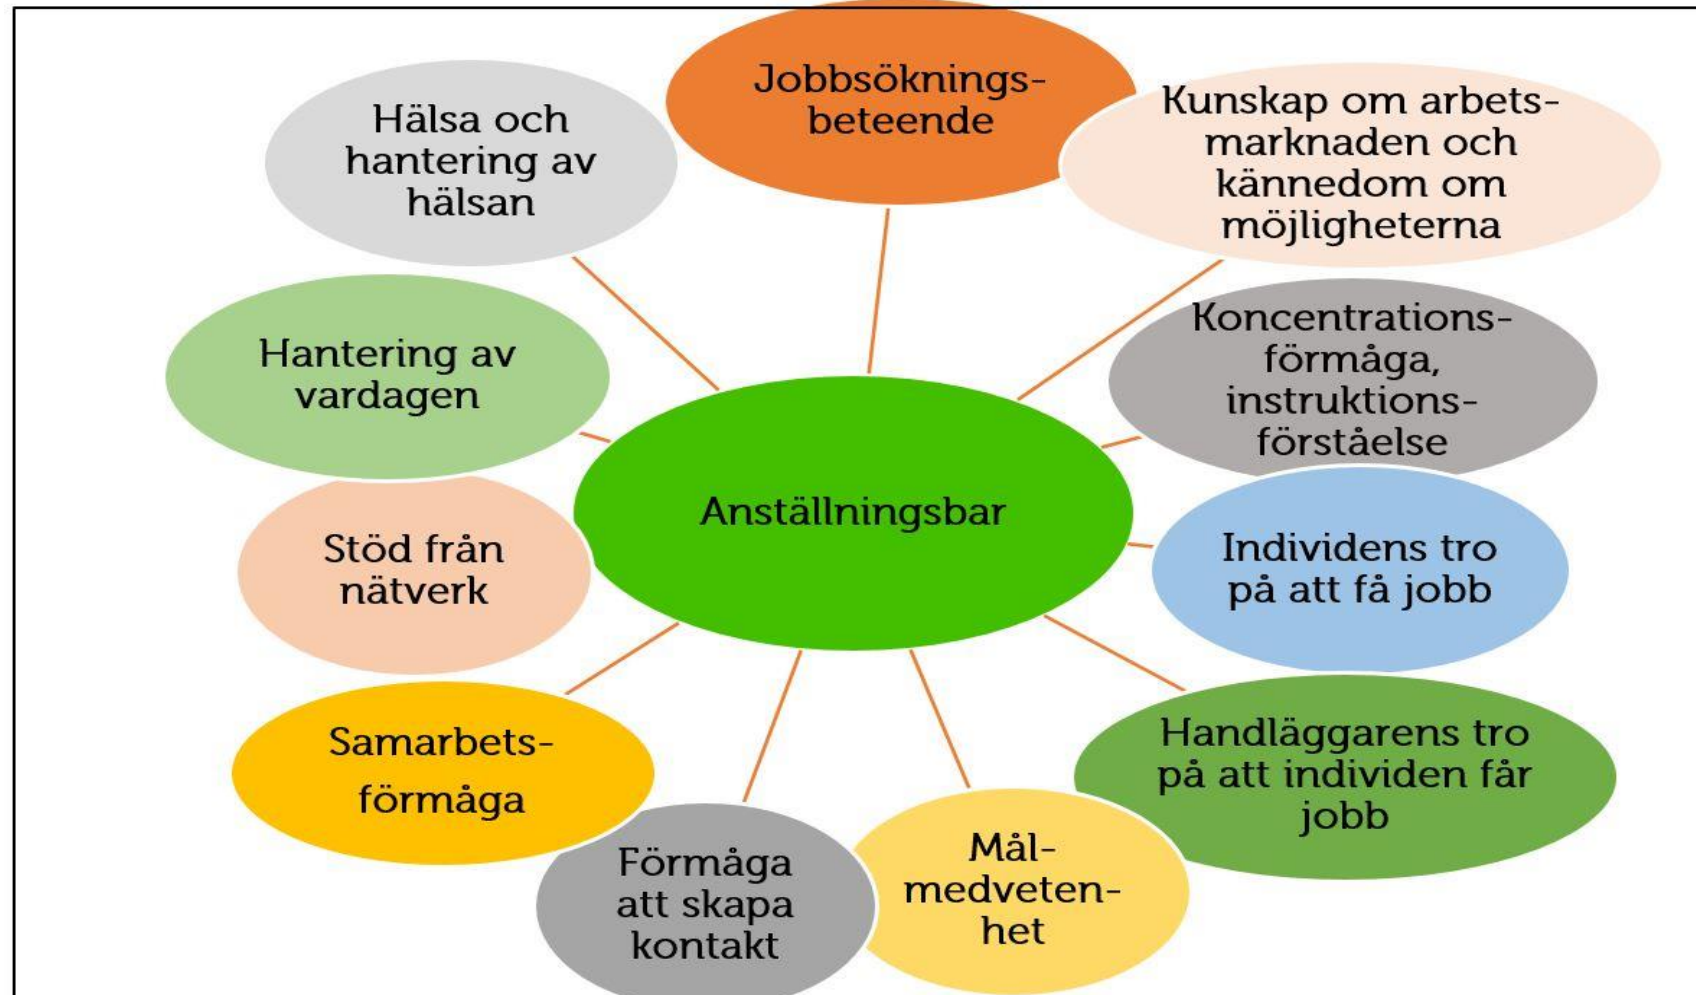 Jobbsöknings-
beteende
Kunskap om arbets-
marknaden och
kännedom om
möjligheterna
Koncentrations-
förmåga,
instruktions-
förståelse
Individens tro
på att få jobb
Handläggarens tro
på att individen får
jobb
Mål-
medveten-
het
Förmåga
att skapa
kontakt
Samarbets-
förmåga
Stöd från
nätverk
Hantering av
vardagen
Hälsa och
hantering av
hälsan
Anställningsbar